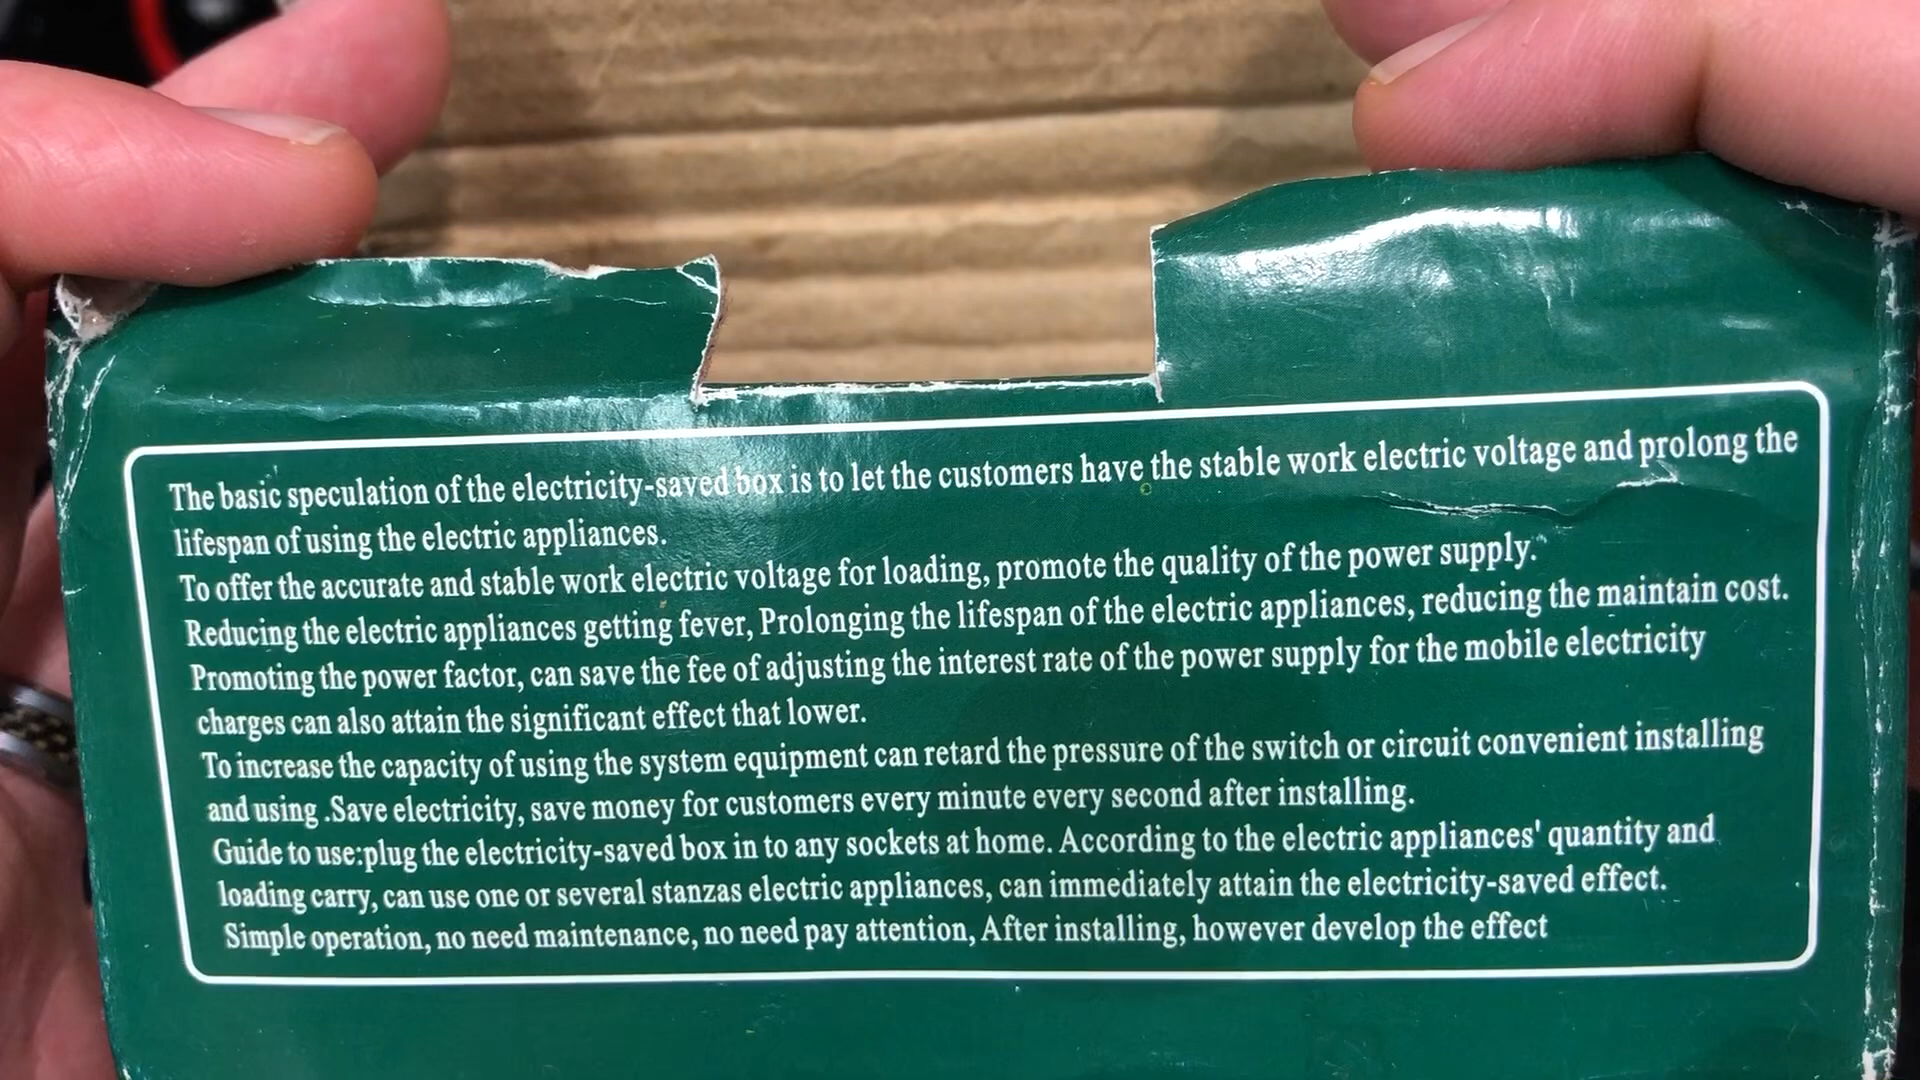 The basic speculation of the electricity-saved box is to let the customers have the stable work electric voltage and prolong the
lifespan of using the electric appliances.
To offer the accurate and stable work electric voltage for loading, promote the quality of the power supply.
Reducing the electric appliances getting fever, Prolonging the lifespan of the electric appliances, reducing the maintain cost.
Promoting the power factor, can save the fee of adjusting the interest rate of the power supply for the mobile electricity
charges can also attain the significant effect that lower.
To increase the capacity of using the system equipment can retard the pressure of the switch or circuit convenient installing
and using .Save electricity, save money for customers every minute every second after installing.
Guide to use:plug the electricity-saved box in to any sockets at home. According to the electric appliances' quantity and
loading carry, can use one or several stanzas electric appliances, can immediately attain the electricity-saved effect.
Simple operation, no need maintenance, no need pay attention, After installing, however develop the effect